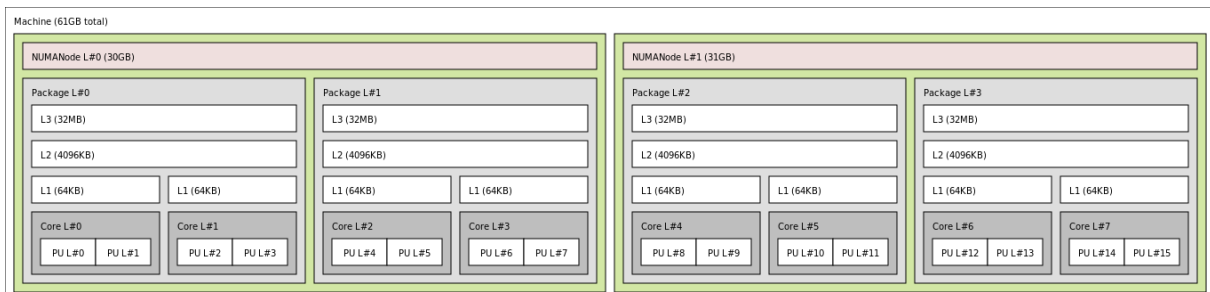 Machine (61GB total)
NUMANode L#0 (30GB)
Package L#0
L3 (32MB)
L2 (4096KB)
L1 (64KB)
L1 (64KB)
Core L#0
PU L#0
PU L#1
Core L#1
PU L#2
PU L#3
Package L#1
L3 (32MB)
L2 (4096KB)
L1 (64KB)
L1 (64KB)
Core L#2
PU L#4
PU L#5
Core L#3
PU L#6
PU L#7
NUMANode L#1 (31GB)
Package L#2
L3 (32MB)
L2 (4096KB)
L1 (64KB)
L1 (64KB)
Core L#4
PU L#8
PU L#9
Core L#5
PU L#10
PU L#11
Package L#3
L3 (32MB)
L2 (4096KB)
L1 (64KB)
L1 (64KB)
Core L#6
PU L#12
PU L#13
Core L#7
PU L#14
PU L#15